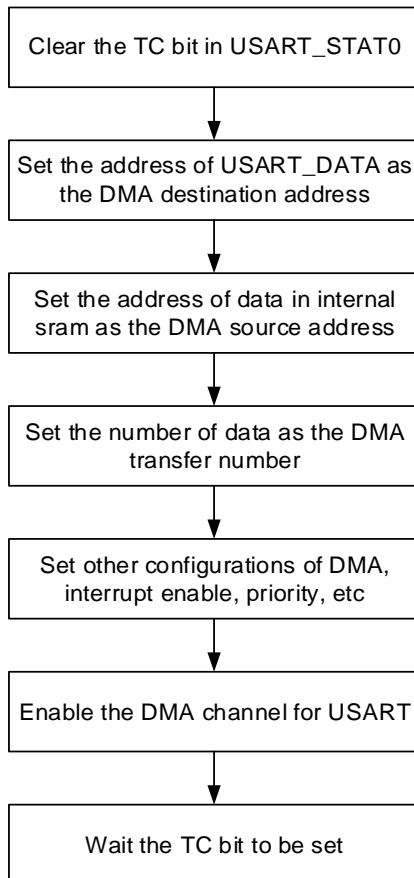 Clear the TC bit in USART_STAT0
Set the address of USART_DATA as
the DMA destination address
Set the address of data in internal
sram as the DMA source address
Set the number of data as the DMA
transfer number
Set other configurations of DMA,
interrupt enable, priority, etc
Enable the DMA channel for USART
Wait the TC bit to be set